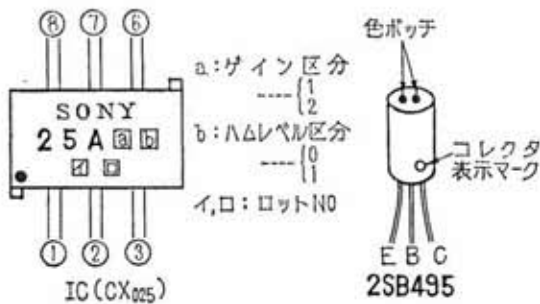 ⑧ ⑦ ⑥
SONY
25A a b
イ ロ
① ② ③
IC(CX025)
a:ゲイン区分
----{1
2
b:ハムレベル区分
----{0
1
イ,ロ:ロットNO
色ポッチ
コレクタ
表示マーク
E B C
2SB495